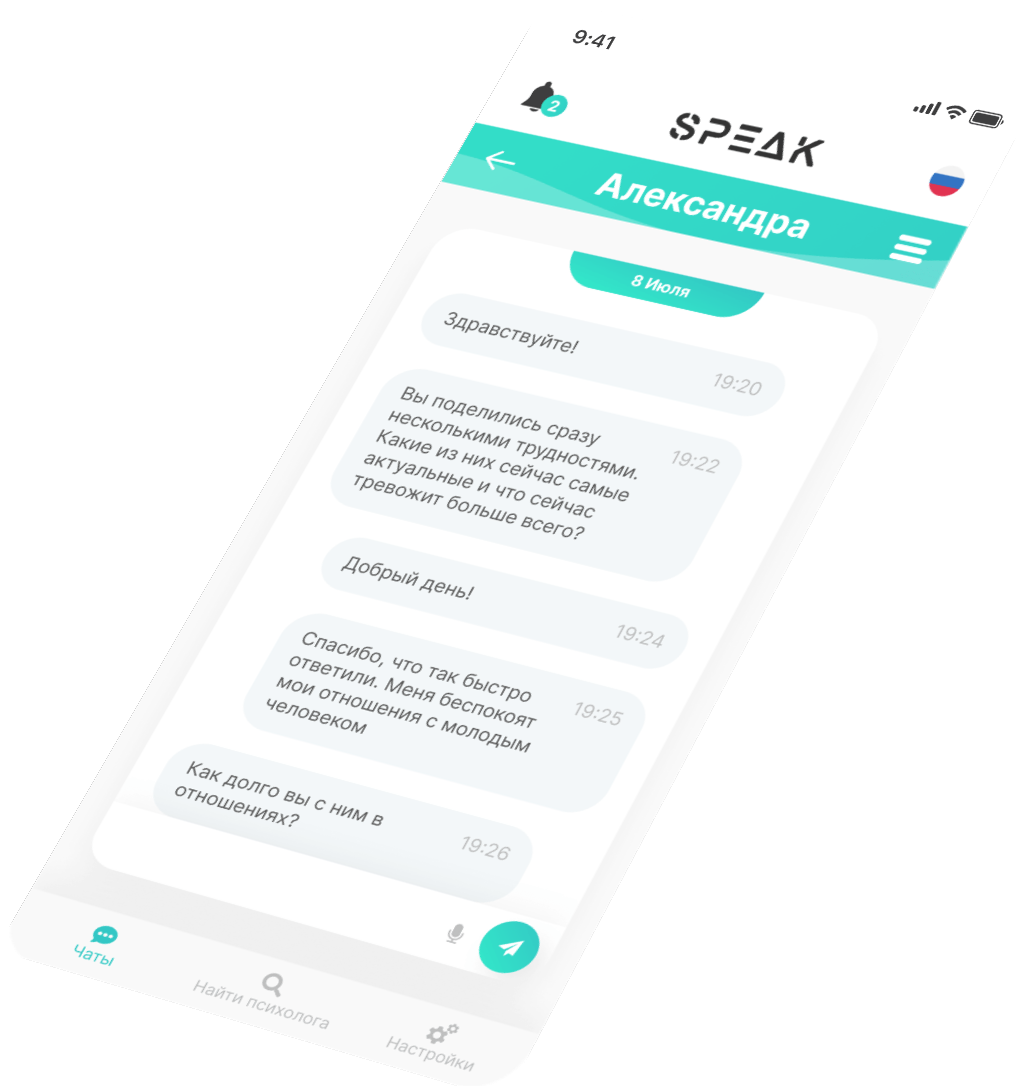 9:41
2
SPEAK
Александра
8 Июля
Здравствуйте!
19:20
Вы поделились сразу
несколькими трудностями.
Какие из них сейчас самые
актуальные и что сейчас
тревожит больше всего?
19:22
Добрый день!
19:24
Спасибо, что так быстро
ответили. Меня беспокоят
мои отношения с молодым
человеком
19:25
Как долго вы с ним в
отношениях?
19:26
Чаты
Найти психолога
Настройки